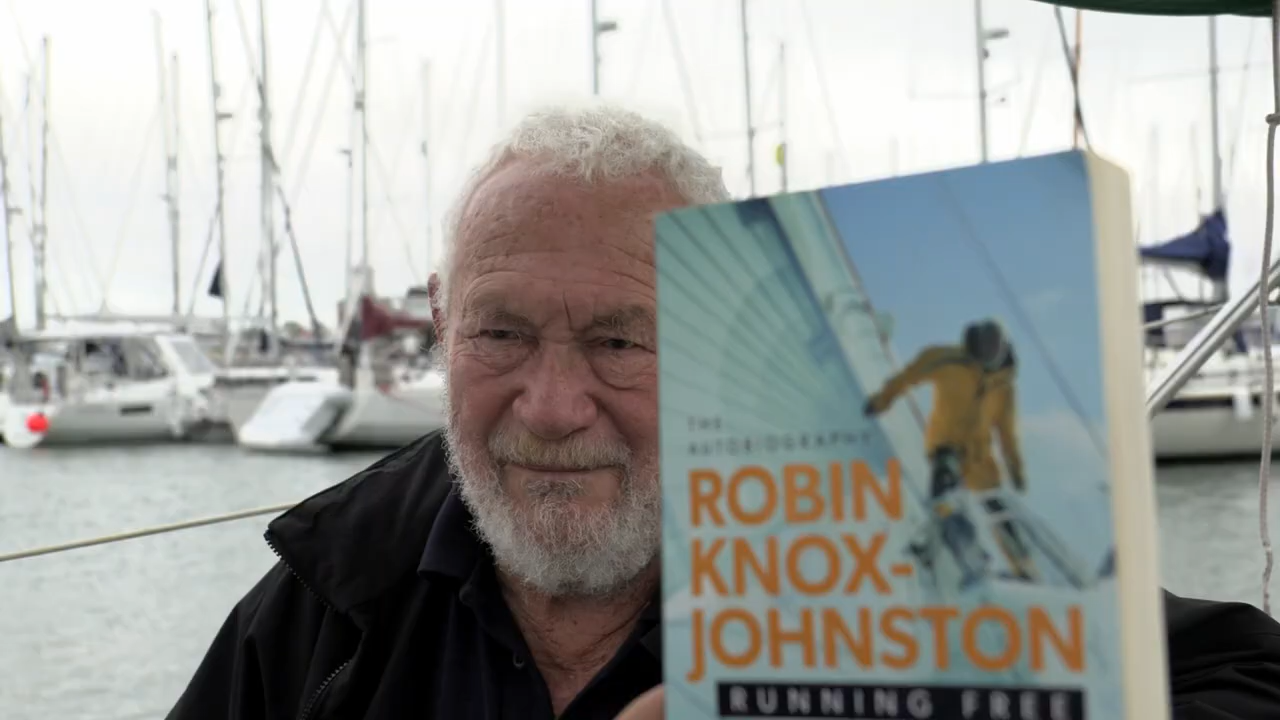 THE
AUTOBIOGRAPHY
ROBIN
KNOX-
JOHNSTON
RUNNING FREE